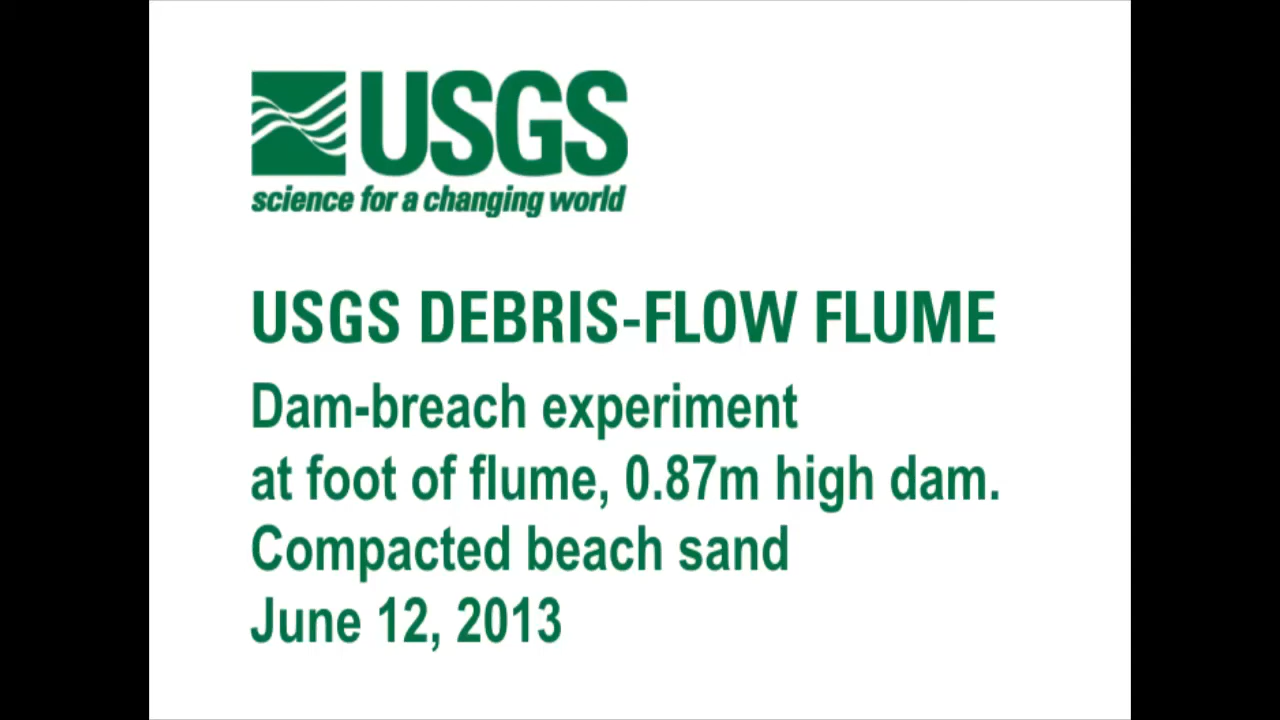 USGS
science for a changing world
USGS DEBRIS-FLOW FLUME
Dam-breach experiment
at foot of flume, 0.87m high dam.
Compacted beach sand
June 12, 2013